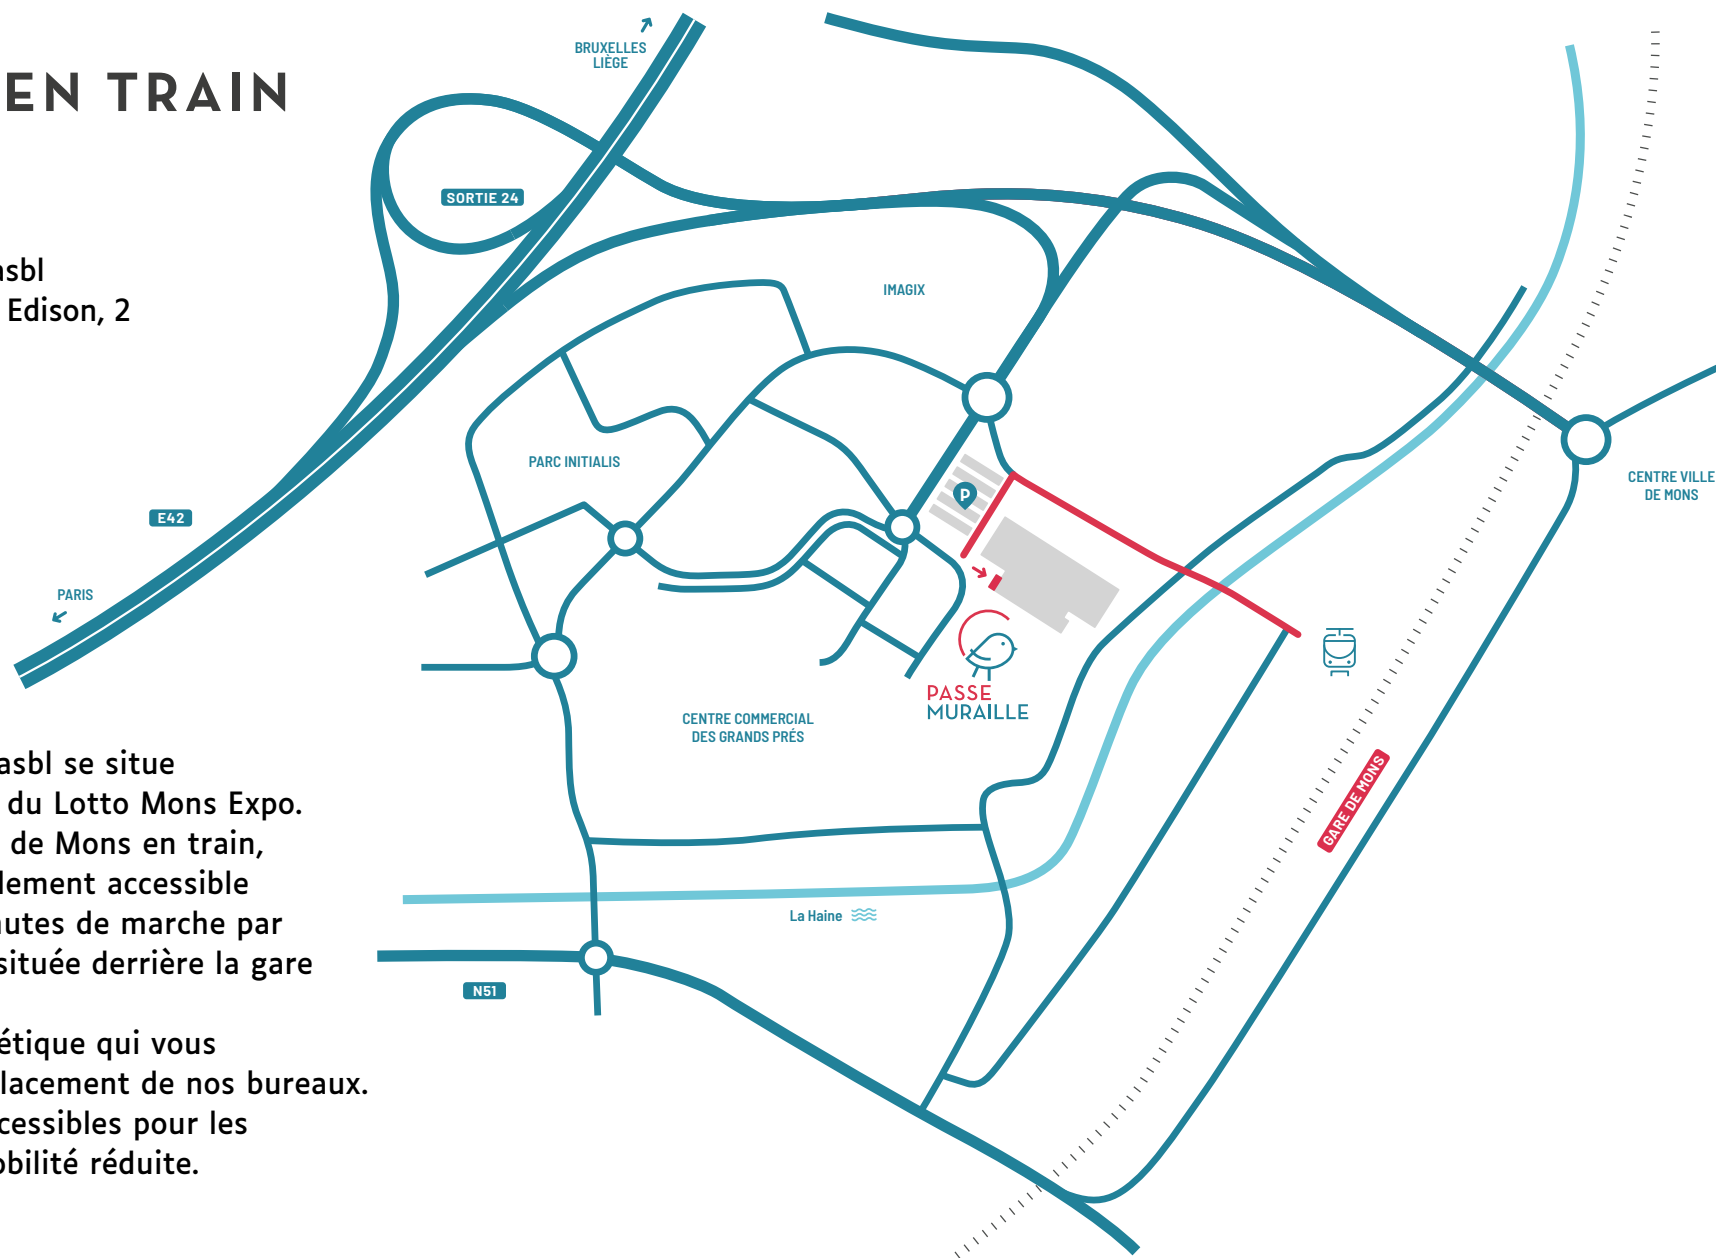 EN TRAIN
asbl
Edison, 2
BRUXELLES
LIÈGE
SORTIE 24
IMAGIX
PARC INITIALIS
P
E42
PARIS
CENTRE VILLE
DE MONS
PASSE
MURAILLE
CENTRE COMMERCIAL
DES GRANDS PRÉS
GARE DE MONS
La Haine
N51
asbl se situe
du Lotto Mons Expo.
de Mons en train,
lement accessible
utes de marche par
située derrière la gare
étique qui vous
lacement de nos bureaux.
cessibles pour les
obilité réduite.